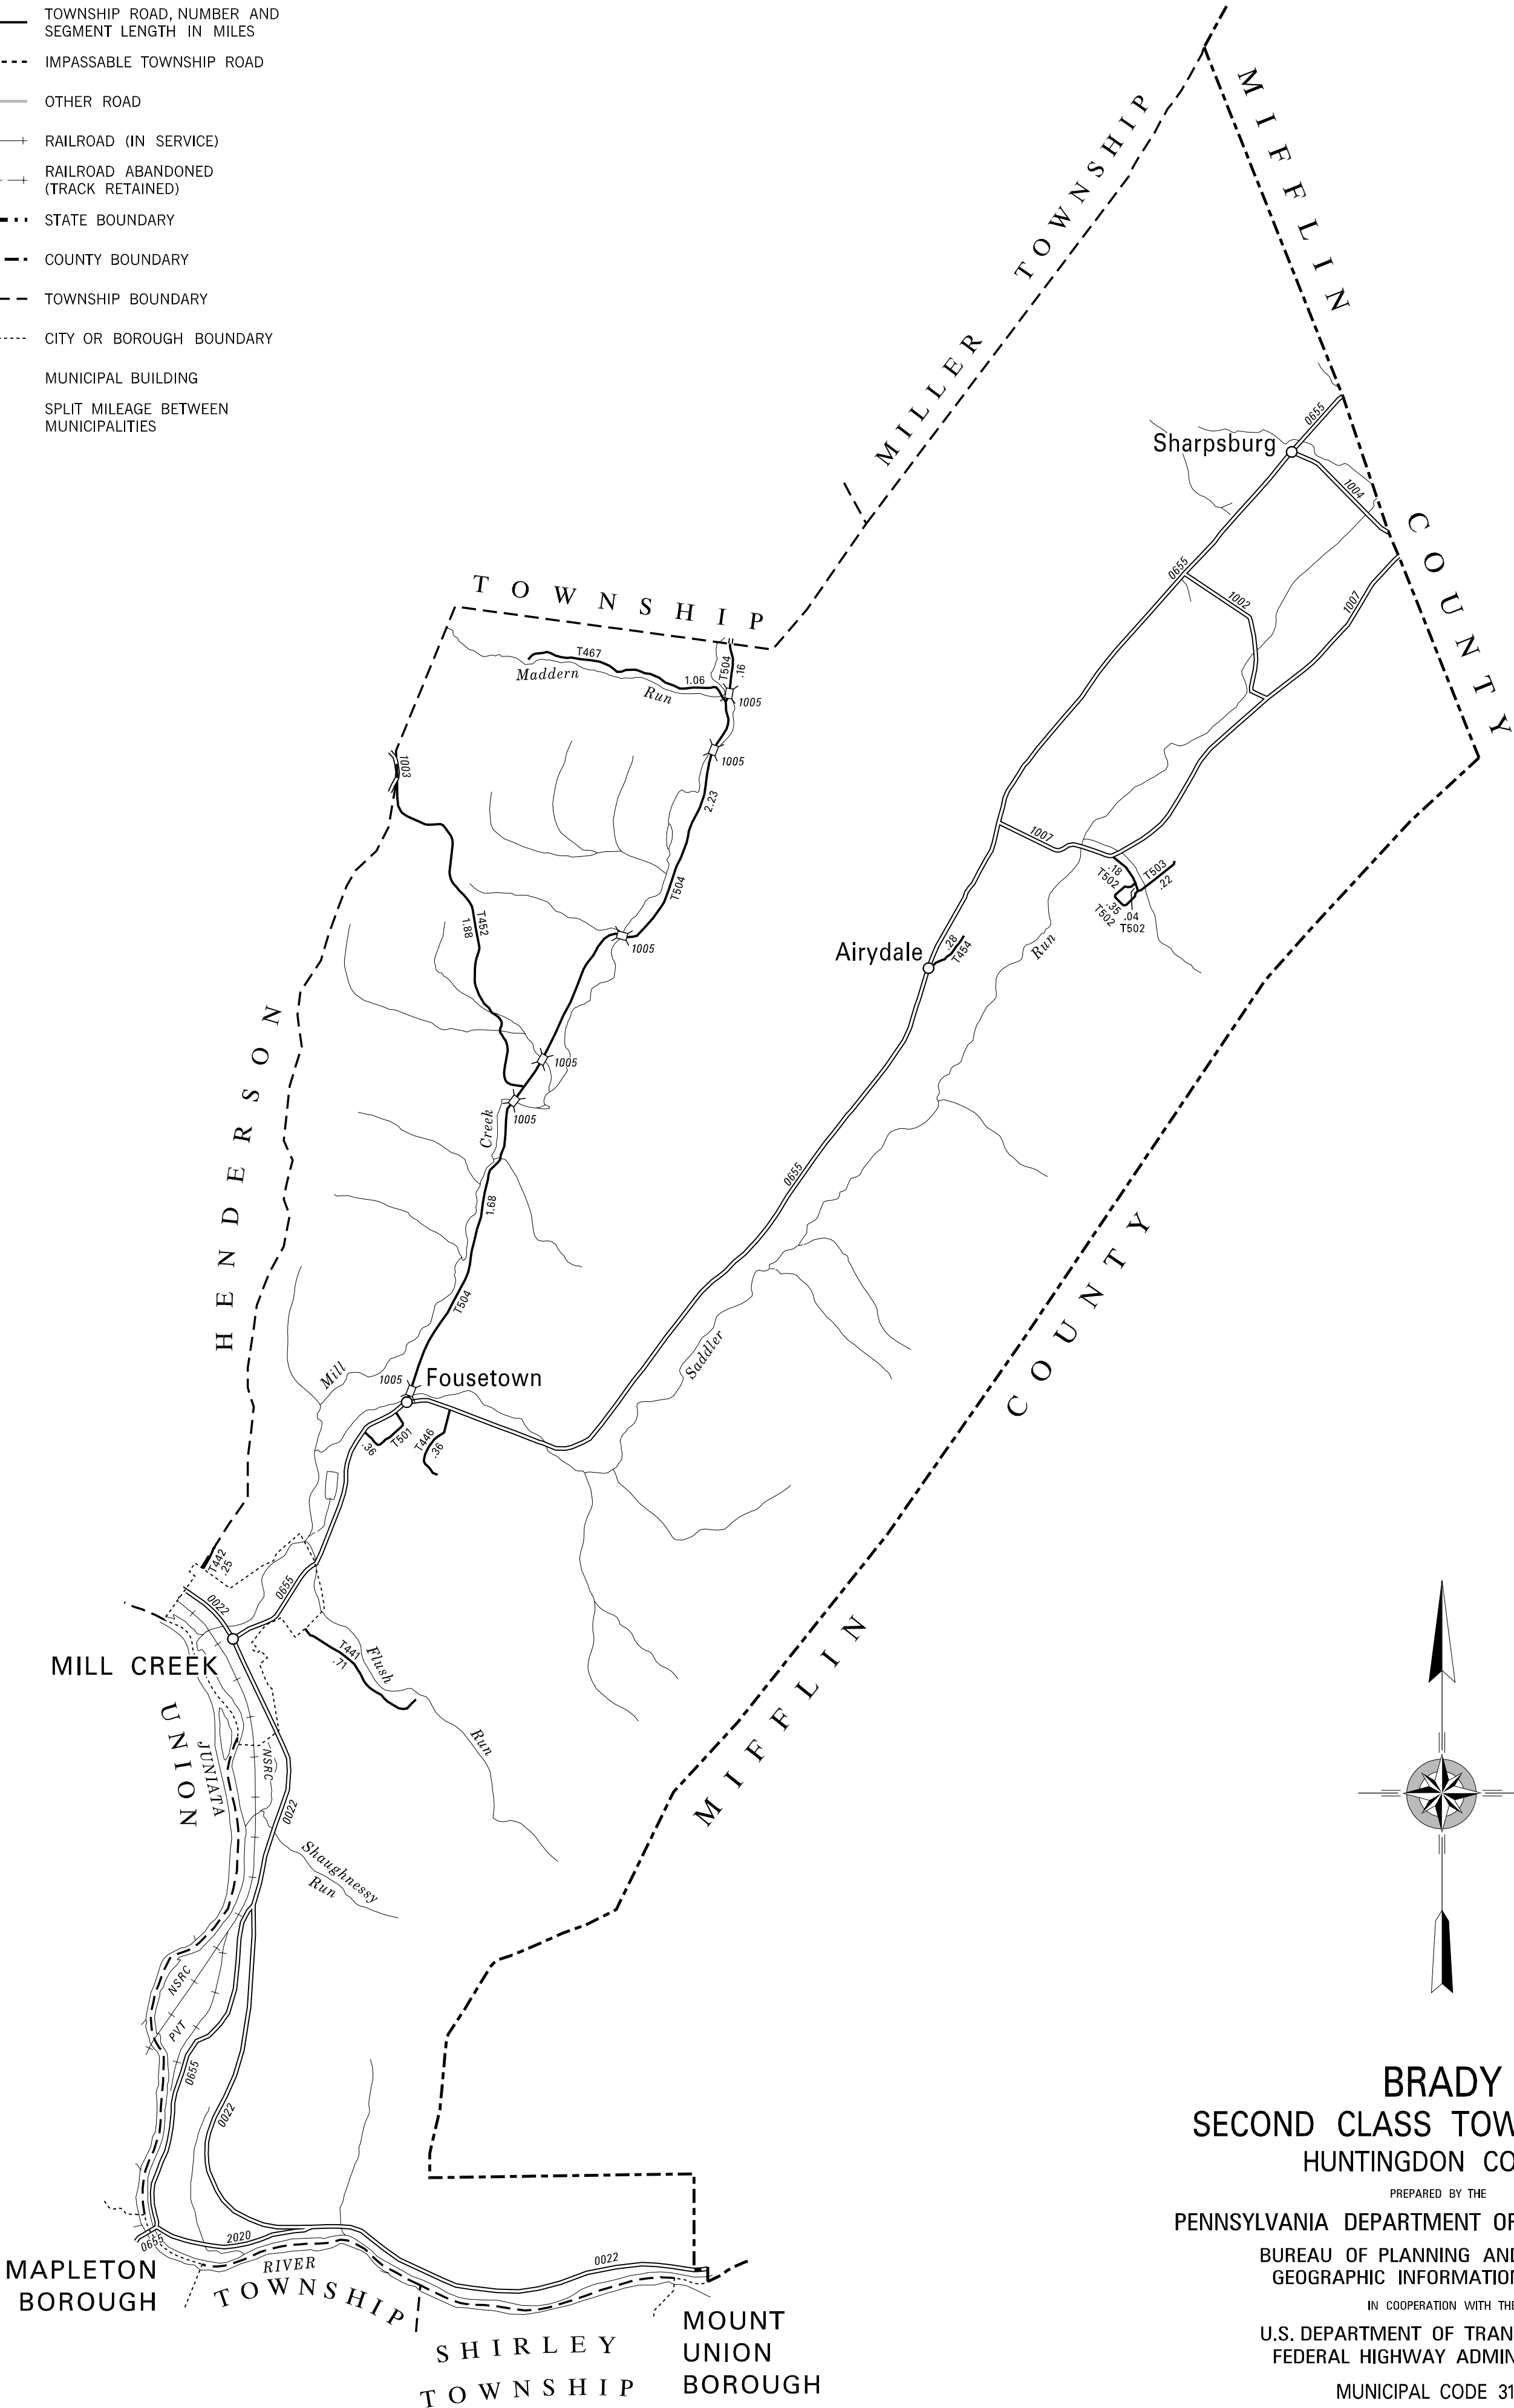 TOWNSHIP ROAD, NUMBER AND
SEGMENT LENGTH IN MILES
IMPASSABLE TOWNSHIP ROAD
OTHER ROAD
RAILROAD (IN SERVICE)
RAILROAD ABANDONED
(TRACK RETAINED)
STATE BOUNDARY
COUNTY BOUNDARY
TOWNSHIP BOUNDARY
CITY OR BOROUGH BOUNDARY
MUNICIPAL BUILDING
SPLIT MILEAGE BETWEEN
MUNICIPALITIES
MIFFLIN
COUNTY
MILLER TOWNSHIP
TOWNSHIP
0655
Sharpsburg
1004
0655
1002
1007
T467
Maddern
Run
1.06
T504
.16
1005
1003
1005
2.23
T504
T452
1.88
1005
1007
.18
T502
T503
.22
.35
T502
.04
T502
Airydale
.28
T454
Run
HENDERSON
1005
1005
Creek
1.68
T504
0655
Saddler
COUNTY
Mill
1005
Fousetown
.36
T501
T446
.36
T442
.25
0022
0655
MILL CREEK
T441
.71
Flush
Run
MIFFLIN
UNION
JUNIATA
NSRC
0022
Shaughnessy
Run
NSRC
PVT
0655
0022
0655
2020
RIVER
0022
MAPLETON
BOROUGH
TOWNSHIP
SHIRLEY
TOWNSHIP
MOUNT
UNION
BOROUGH
BRADY
SECOND CLASS TOW
HUNTINGDON CO
PREPARED BY THE
PENNSYLVANIA DEPARTMENT OF
BUREAU OF PLANNING AND
GEOGRAPHIC INFORMATION
IN COOPERATION WITH THE
U.S. DEPARTMENT OF TRAN
FEDERAL HIGHWAY ADMIN
MUNICIPAL CODE 31